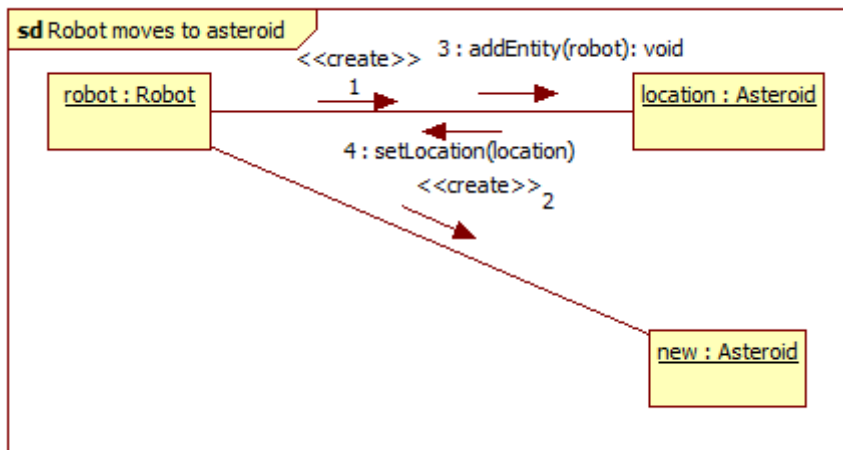 sd Robot moves to asteroid
<<create>>
1
3 : addEntity(robot): void
robot : Robot
location : Asteroid
4 : setLocation(location)
<<create>>
2
new : Asteroid